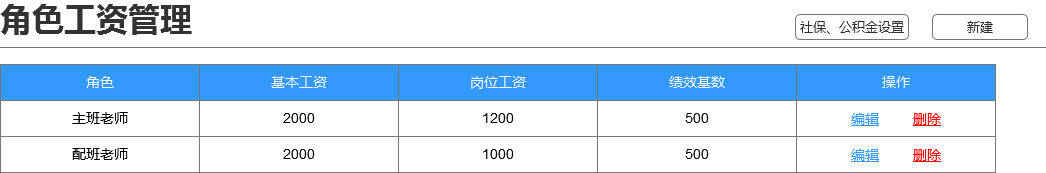 角色工资管理
社保、公积金设置 新建
角色 基本工资 岗位工资 绩效基数 操作
主班老师 2000 1200 500 编辑 删除
配班老师 2000 1000 500 编辑 删除